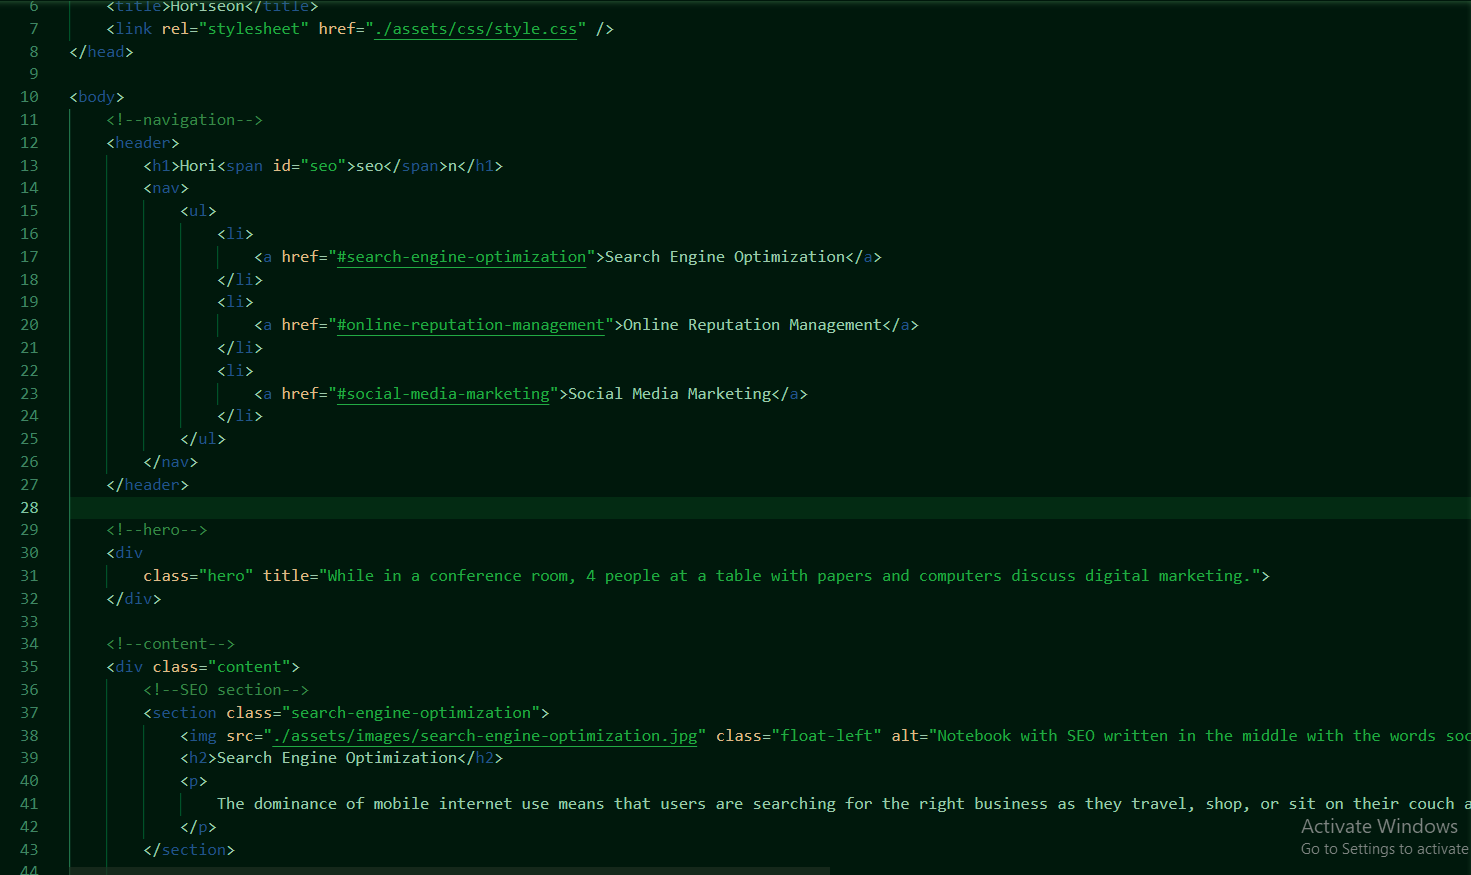 6 <title>Horiseon</title>
7 <link rel="stylesheet" href="./assets/css/style.css" />
8 </head>
9
10 <body>
11 <!--navigation-->
12 <header>
13 <h1>Hori<span id="seo">seo</span>n</h1>
14 <nav>
15 <ul>
16 <li>
17 <a href="#search-engine-optimization">Search Engine Optimization</a>
18 </li>
19 <li>
20 <a href="#online-reputation-management">Online Reputation Management</a>
21 </li>
22 <li>
23 <a href="#social-media-marketing">Social Media Marketing</a>
24 </li>
25 </ul>
26 </nav>
27 </header>
28
29 <!--hero-->
30 <div
31 class="hero" title="While in a conference room, 4 people at a table with papers and computers discuss digital marketing.">
32 </div>
33
34 <!--content-->
35 <div class="content">
36 <!--SEO section-->
37 <section class="search-engine-optimization">
38 <img src="./assets/images/search-engine-optimization.jpg" class="float-left" alt="Notebook with SEO written in the middle with the words soc
39 <h2>Search Engine Optimization</h2>
40 <p>
41 The dominance of mobile internet use means that users are searching for the right business as they travel, shop, or sit on their couch a
42 </p>
Activate Windows
43 </section>
Go to Settings to activate
44